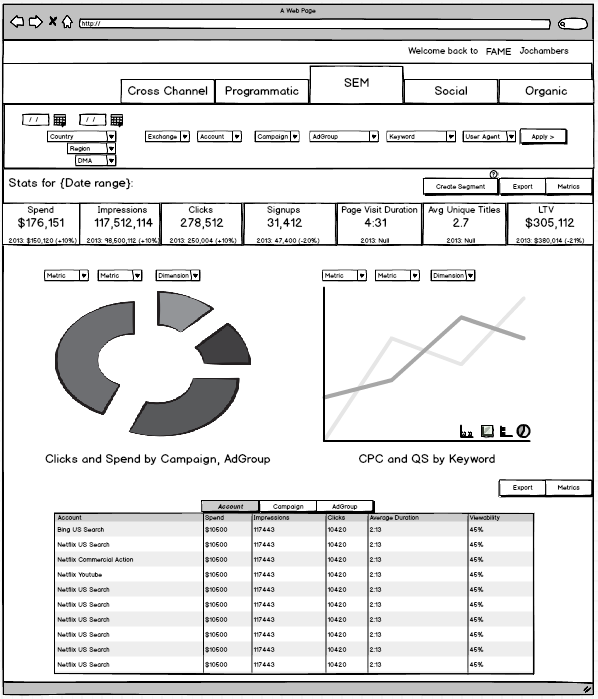 A Web Page
http://
Welcome back to FAME Jochambers
Cross Channel Programmatic SEM Social Organic
/ / / /
Country Exchange Account Campaign AdGroup Keyword User Agent Apply >
Region
DMA
Stats for {Date range}: ? Create Segment Export Metrics
Spend Impressions Clicks Signups Page Visit Duration Avg Unique Titles LTV
$176,151 117,512,114 278,512 31,412 4:31 2.7 $305,112
2013: $150,120 (+10%) 2013: 98,500,112 (+10%) 2013: 250,004 (+10%) 2013: 47,400 (-20%) 2013: Null 2013: Null 2013: $380,014 (-21%)
Metric Metric Dimension Metric Metric Dimension
Clicks and Spend by Campaign, AdGroup CPC and QS by Keyword
Export Metrics
Account Campaign AdGroup
Account Spend Impressions Clicks Average Duration Viewability
Bing US Search $10500 117443 10420 2:13 45%
Netflix US Search $10500 117443 10420 2:13 45%
Netflix Commercial Action $10500 117443 10420 2:13 45%
Netflix Youtube $10500 117443 10420 2:13 45%
Netflix US Search $10500 117443 10420 2:13 45%
Netflix US Search $10500 117443 10420 2:13 45%
Netflix US Search $10500 117443 10420 2:13 45%
Netflix US Search $10500 117443 10420 2:13 45%
Netflix US Search $10500 117443 10420 2:13 45%
Netflix US Search $10500 117443 10420 2:13 45%